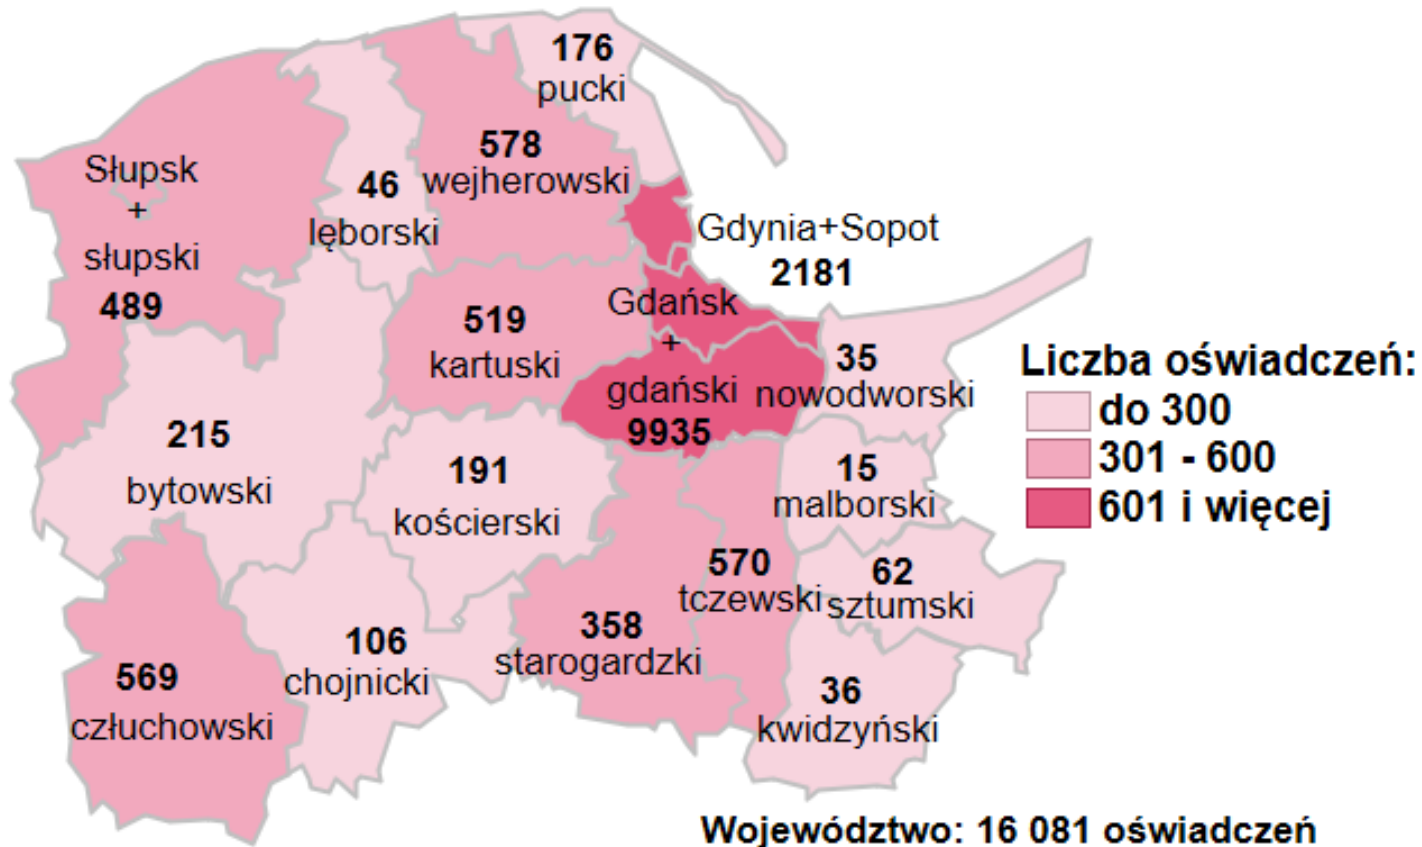 176
pucki
578
wejherowski
Słupsk
+
słupski
489
46
lęborski
Gdynia+Sopot
2181
519
kartuski
Gdańsk
+
gdański
9935
35
nowodworski
215
bytowski
191
kościerski
15
malborski
570
tczewski
62
sztumski
358
starogardzki
106
chojnicki
569
człuchowski
36
kwidzyński
Liczba oświadczeń:
do 300
301 - 600
601 i więcej
Województwo: 16 081 oświadczeń